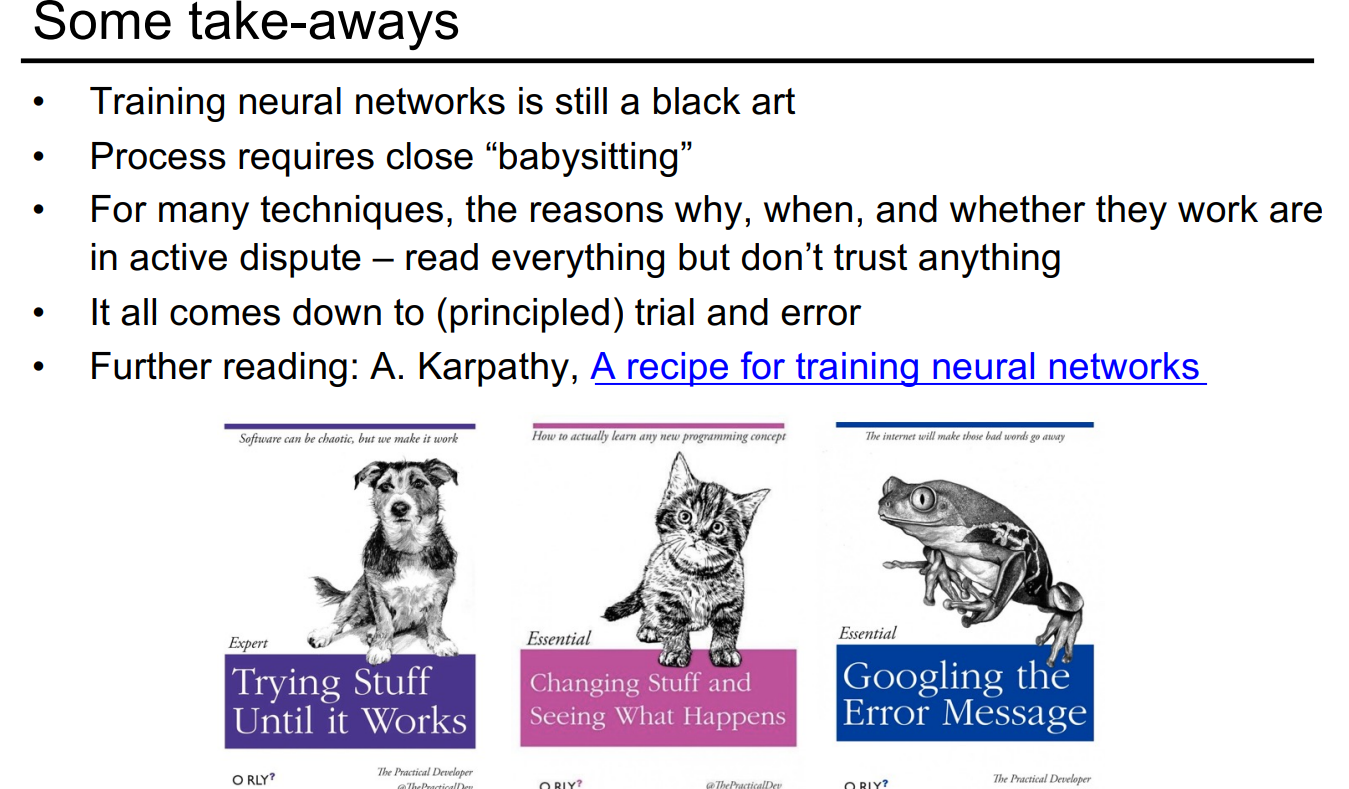 Some take-aways
• Training neural networks is still a black art
• Process requires close “babysitting”
• For many techniques, the reasons why, when, and whether they work are
in active dispute – read everything but don’t trust anything
• It all comes down to (principled) trial and error
• Further reading: A. Karpathy, A recipe for training neural networks
Software can be chaotic, but we make it work
Expert
Trying Stuff
Until it Works
O RLY?
The Practical Developer
@ThePracticalDev
How to actually learn any new programming concept
Essential
Changing Stuff and
Seeing What Happens
O RLY?
@ThePracticalDev
The internet will make those bad words go away
Essential
Googling the
Error Message
O RLY?
The Practical Developer